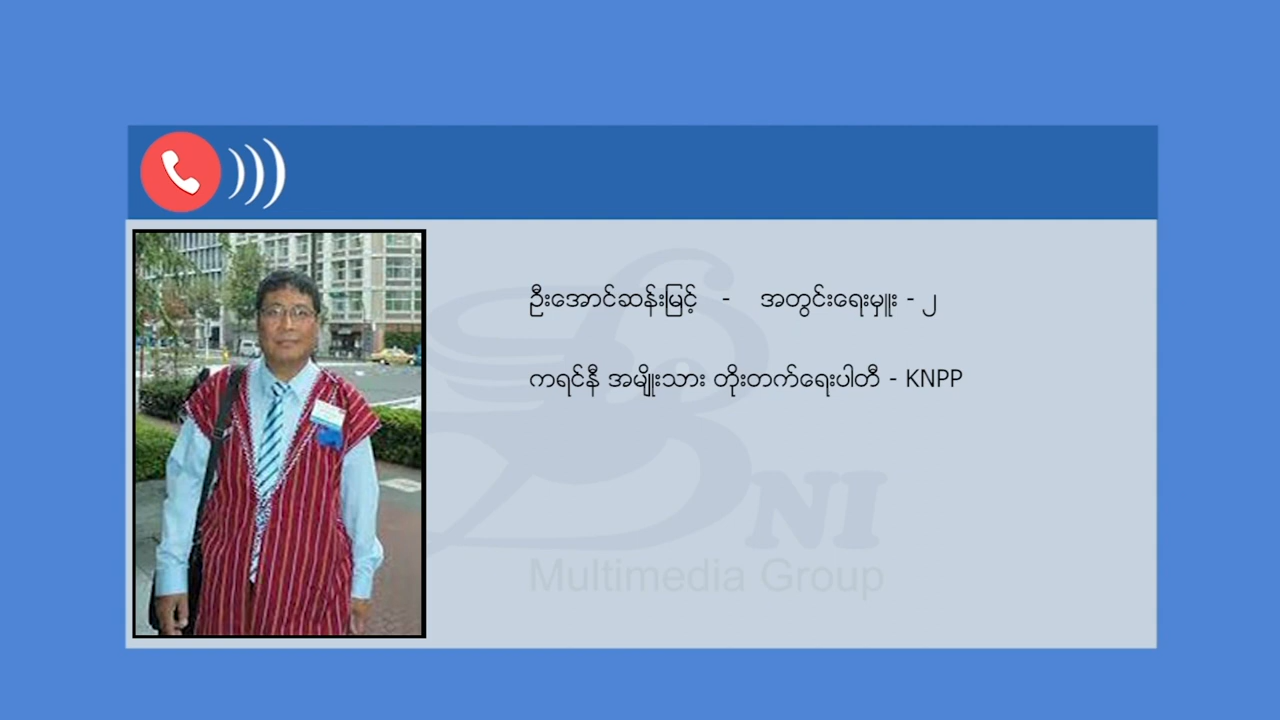 ဦးအောင်ဆန်းမြင့် - အတွင်းရေးမှူး - ၂
ကရင်နီ အမျိုးသား တိုးတက်ရေးပါတီ - KNPP
BNI
Multimedia Group